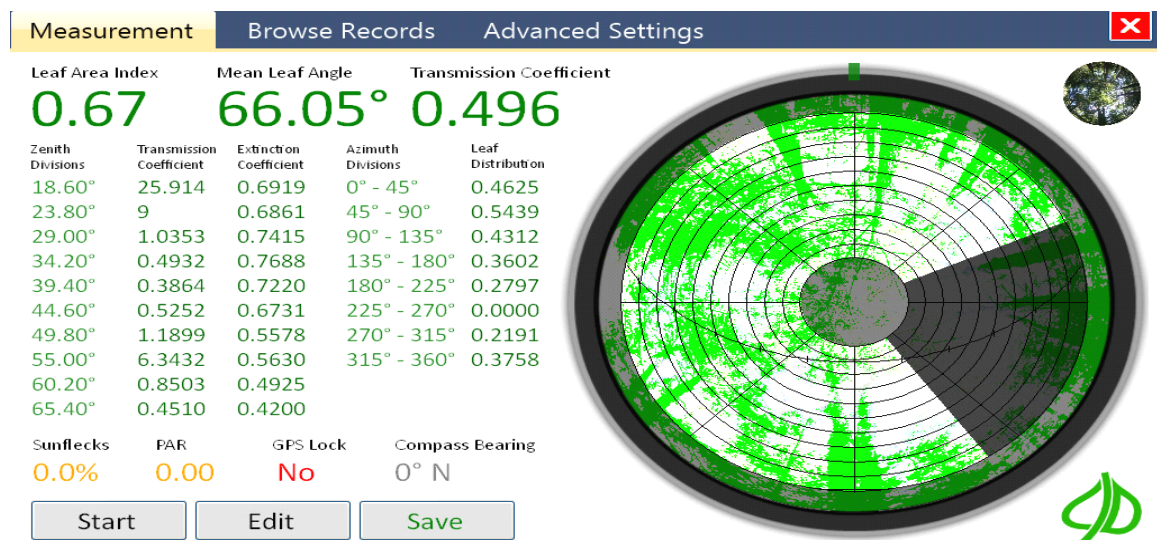 Measurement Browse Records Advanced Settings
Leaf Area Index Mean Leaf Angle Transmission Coefficient
0.67 66.05° 0.496
Zenith Divisions Transmission Coefficient Extinction Coefficient Azimuth Divisions Leaf Distribution
18.60° 25.914 0.6919 0° - 45° 0.4625
23.80° 9 0.6861 45° - 90° 0.5439
29.00° 1.0353 0.7415 90° - 135° 0.4312
34.20° 0.4932 0.7688 135° - 180° 0.3602
39.40° 0.3864 0.7220 180° - 225° 0.2797
44.60° 0.5252 0.6731 225° - 270° 0.0000
49.80° 1.1899 0.5578 270° - 315° 0.2191
55.00° 6.3432 0.5630 315° - 360° 0.3758
60.20° 0.8503 0.4925
65.40° 0.4510 0.4200
Sunflecks PAR GPS Lock Compass Bearing
0.0% 0.00 No 0° N
Start Edit Save